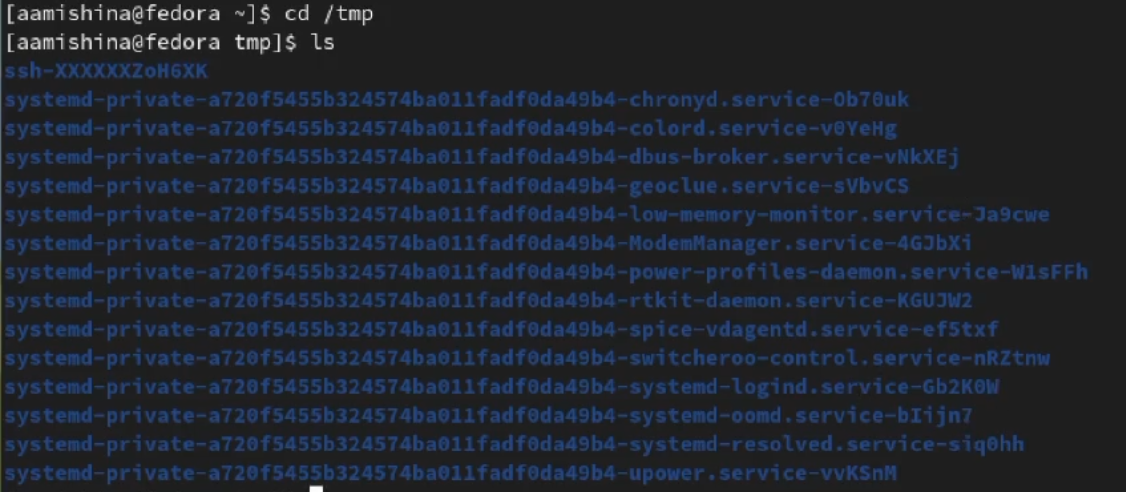 [aamishina@fedora ~]$ cd /tmp
[aamishina@fedora tmp]$ ls
ssh-XXXXXXZoH6XK
systemd-private-a720f5455b324574ba011fadf0da49b4-chronyd.service-Ob70uk
systemd-private-a720f5455b324574ba011fadf0da49b4-colord.service-v0YeHg
systemd-private-a720f5455b324574ba011fadf0da49b4-dbus-broker.service-vNkXEj
systemd-private-a720f5455b324574ba011fadf0da49b4-geoclue.service-sVbvCS
systemd-private-a720f5455b324574ba011fadf0da49b4-low-memory-monitor.service-Ja9cwe
systemd-private-a720f5455b324574ba011fadf0da49b4-ModemManager.service-4GJbXi
systemd-private-a720f5455b324574ba011fadf0da49b4-power-profiles-daemon.service-W1sFFh
systemd-private-a720f5455b324574ba011fadf0da49b4-rtkit-daemon.service-KGUJW2
systemd-private-a720f5455b324574ba011fadf0da49b4-spice-vdagentd.service-ef5txf
systemd-private-a720f5455b324574ba011fadf0da49b4-switcheroo-control.service-nRZtnw
systemd-private-a720f5455b324574ba011fadf0da49b4-systemd-logind.service-Gb2K0W
systemd-private-a720f5455b324574ba011fadf0da49b4-systemd-oomd.service-bIijn7
systemd-private-a720f5455b324574ba011fadf0da49b4-systemd-resolved.service-siq0hh
systemd-private-a720f5455b324574ba011fadf0da49b4-upower.service-vvKSnM